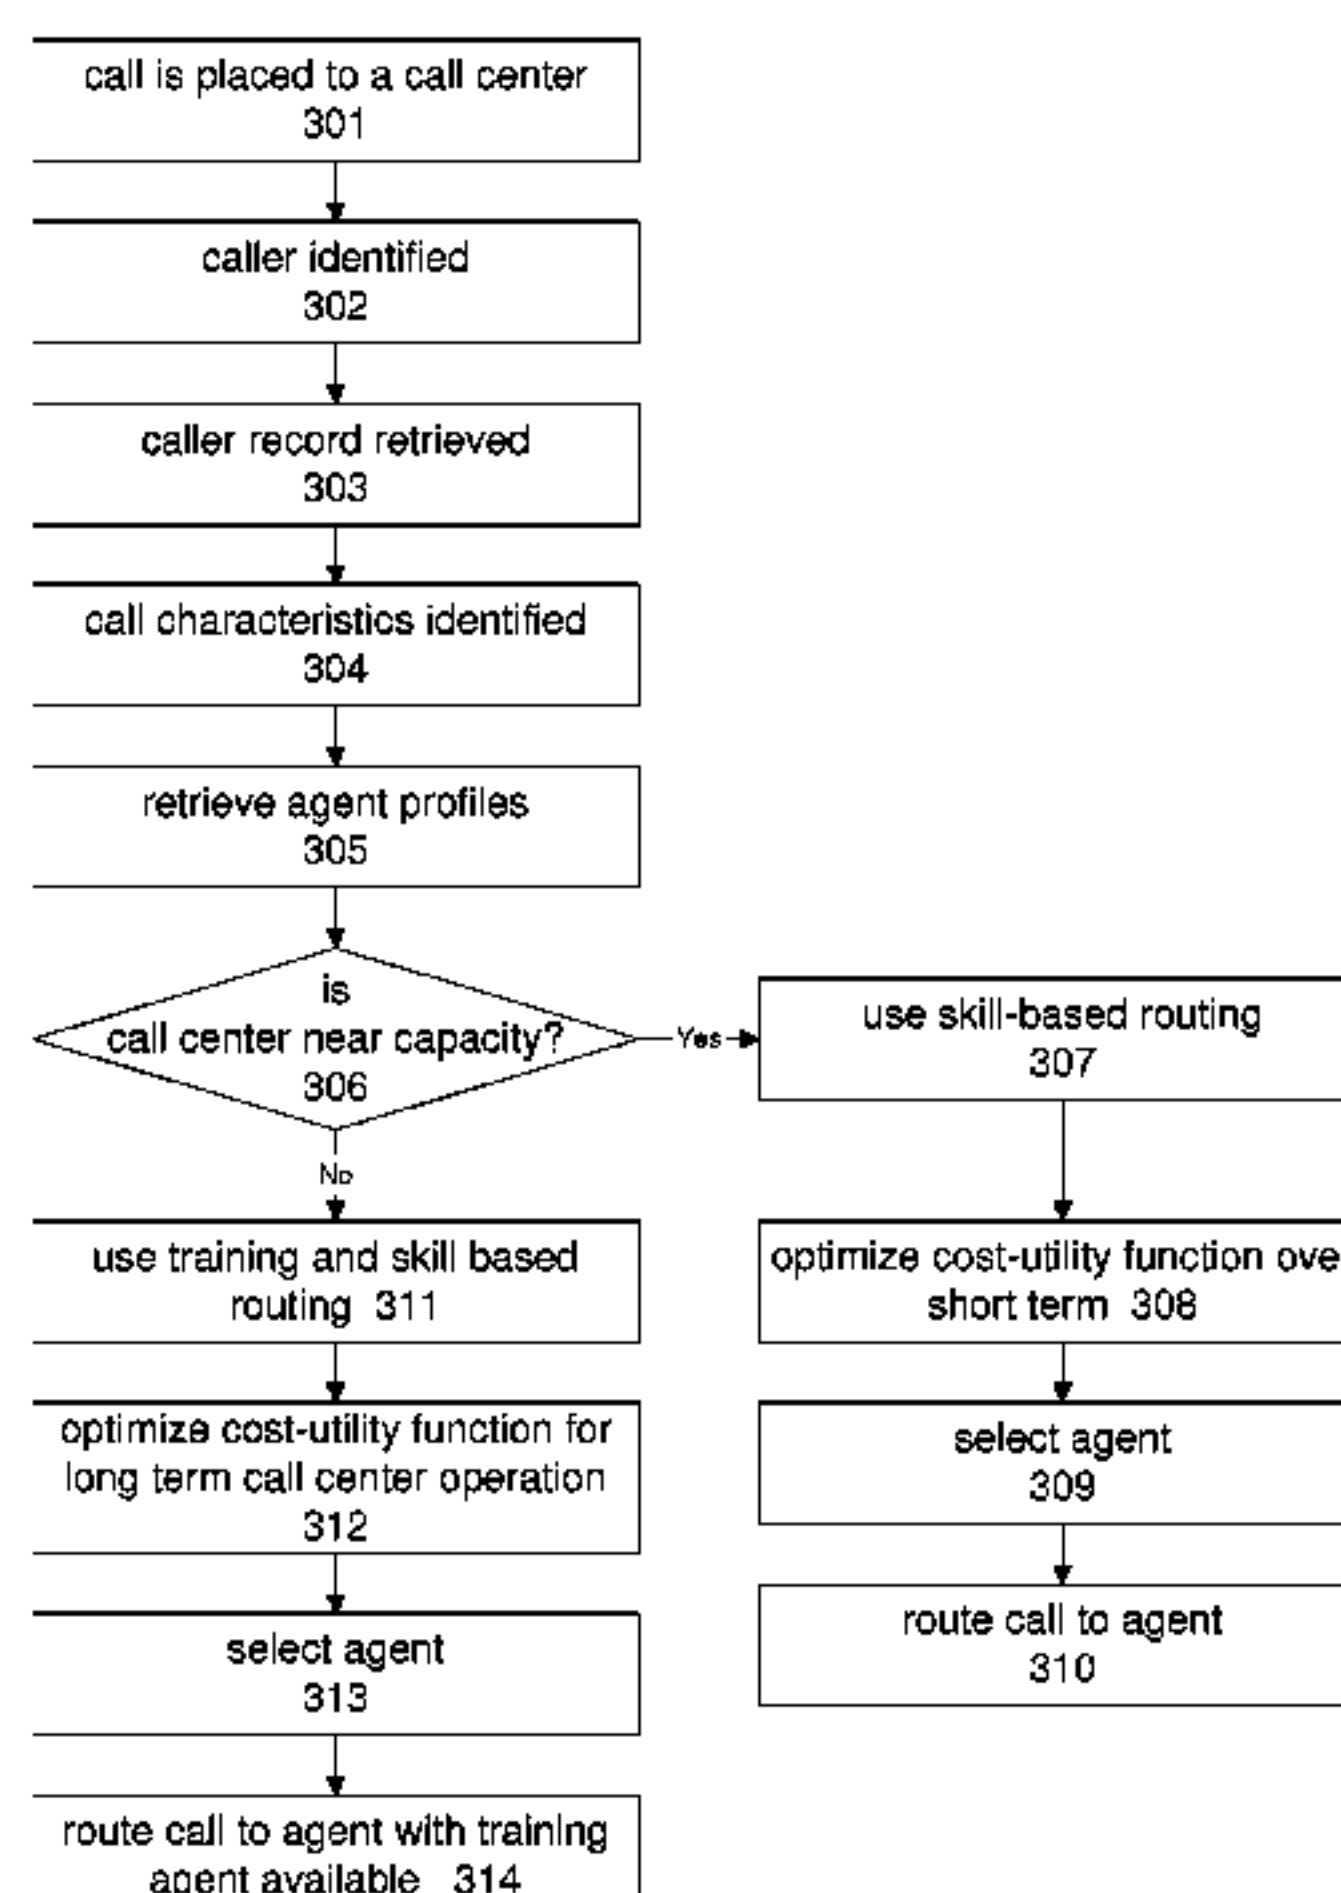 call is placed to a call center
301
caller identified
302
caller record retrieved
303
call characteristics identified
304
retrieve agent profiles
305
is
call center near capacity?
306
Yes
No
use skill-based routing
307
optimize cost-utility function ove
short term 308
select agent
309
route call to agent
310
use training and skill based
routing 311
optimize cost-utility function for
long term call center operation
312
select agent
313
route call to agent with training
agent available 314